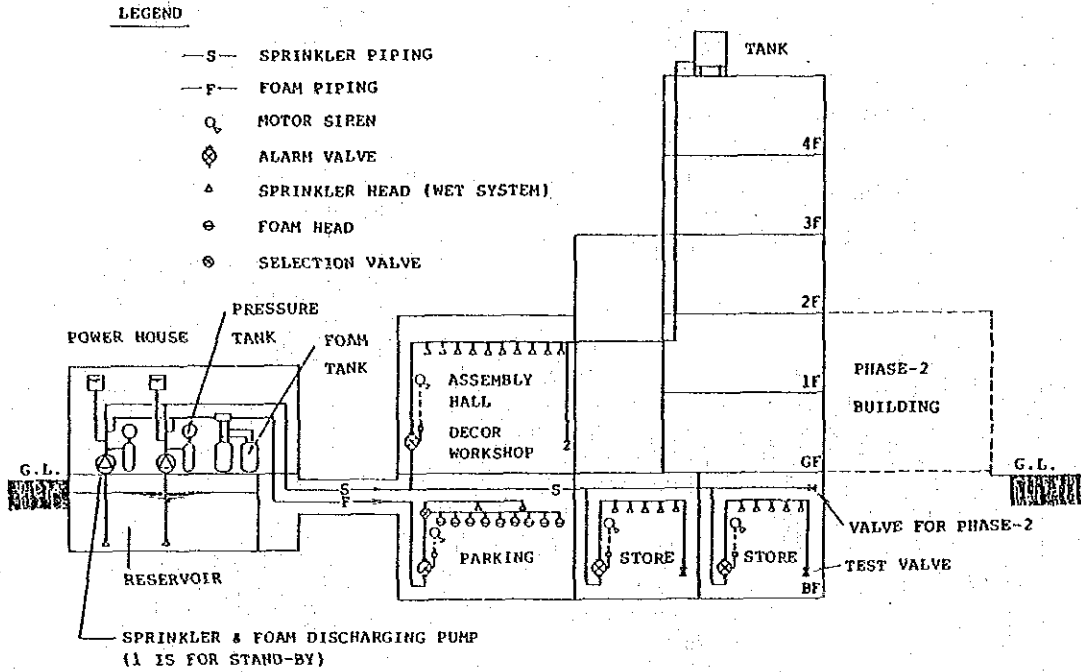 LEGEND
S SPRINKLER PIPING
F FOAM PIPING
MOTOR SIREN
ALARM VALVE
SPRINKLER HEAD (WET SYSTEM)
FOAM HEAD
SELECTION VALVE
TANK
4F
3F
2F
1F
GF
BF
POWER HOUSE
PRESSURE
TANK
FOAM
TANK
ASSEMBLY
HALL
DECOR
WORKSHOP
PHASE-2
BUILDING
G.L.
G.L.
S
F
S
PARKING
STORE
STORE
VALVE FOR PHASE-2
TEST VALVE
RESERVOIR
SPRINKLER & FOAM DISCHARGING PUMP
(1 IS FOR STAND-BY)